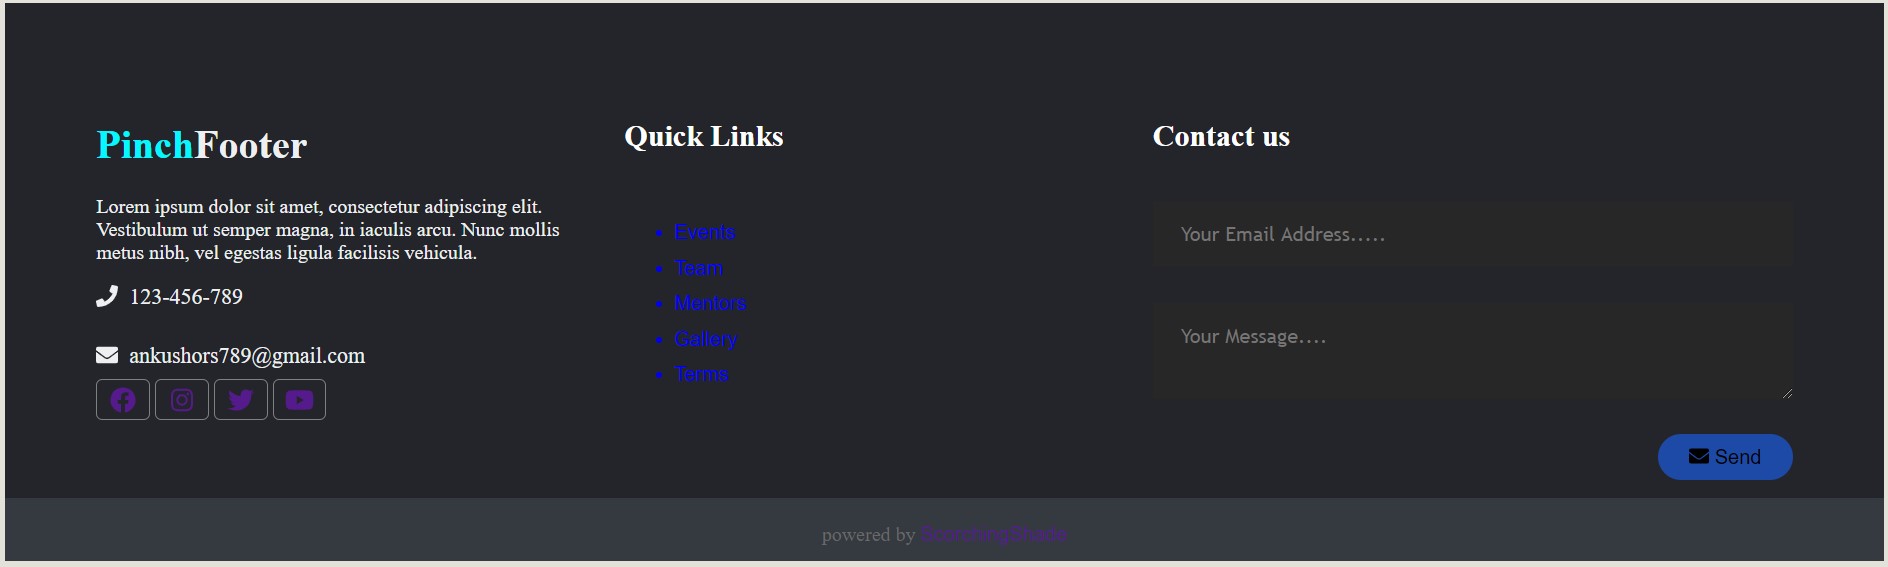 PinchFooter
Lorem ipsum dolor sit amet, consectetur adipiscing elit.
Vestibulum ut semper magna, in iaculis arcu. Nunc mollis
metus nibh, vel egestas ligula facilisis vehicula.
123-456-789
ankushors789@gmail.com
Quick Links
Events
Team
Mentors
Gallery
Terms
Contact us
Your Email Address.....
Your Message....
Send
powered by ScorchingShade